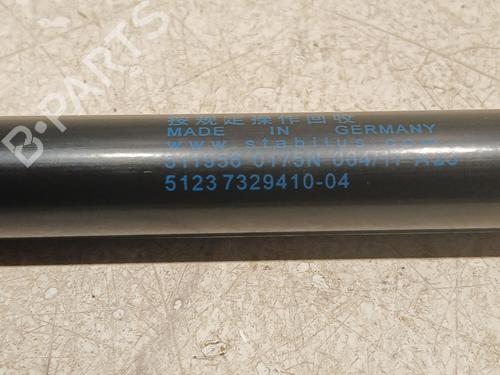 按规定操作回收
MADE IN GERMANY
www.stabilus.com
511936 0175N 064/17 A23
51237329410-04
B-PARTS